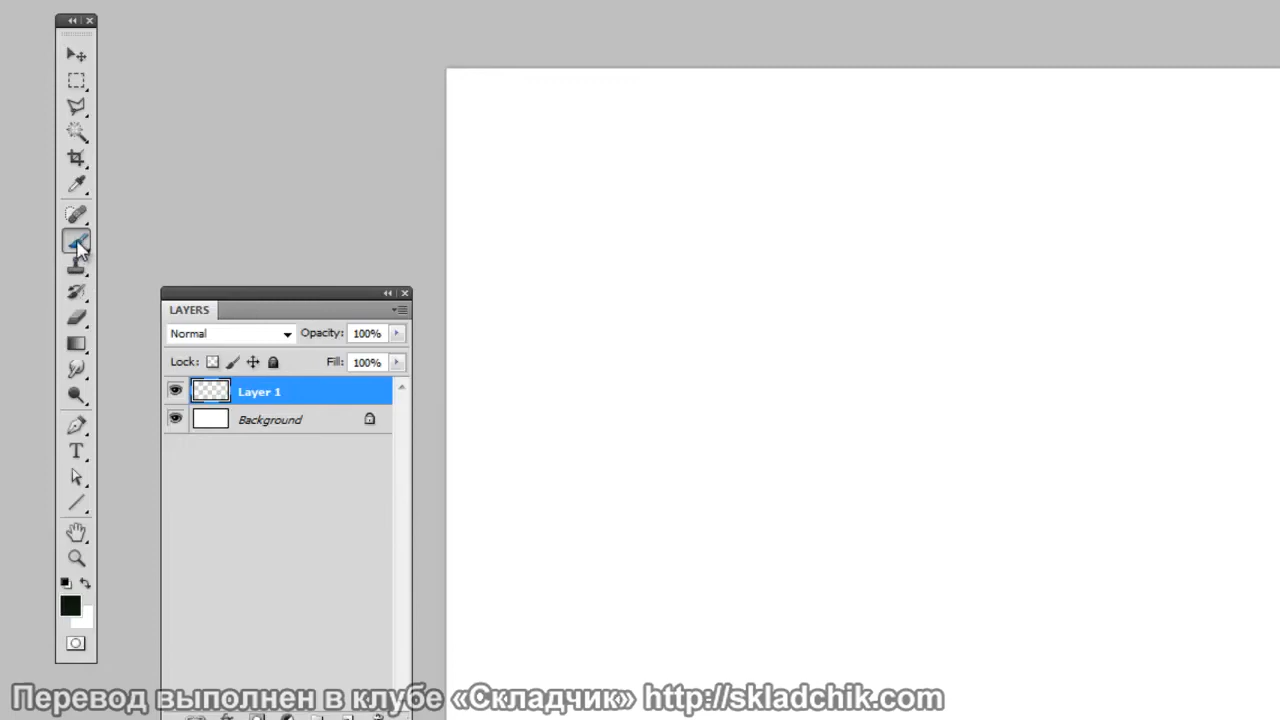 LAYERS
Normal
Opacity: 100%
Lock:
Fill: 100%
Layer 1
Background
T
Перевод выполнен в клубе «Складчик» http://skladchik.com